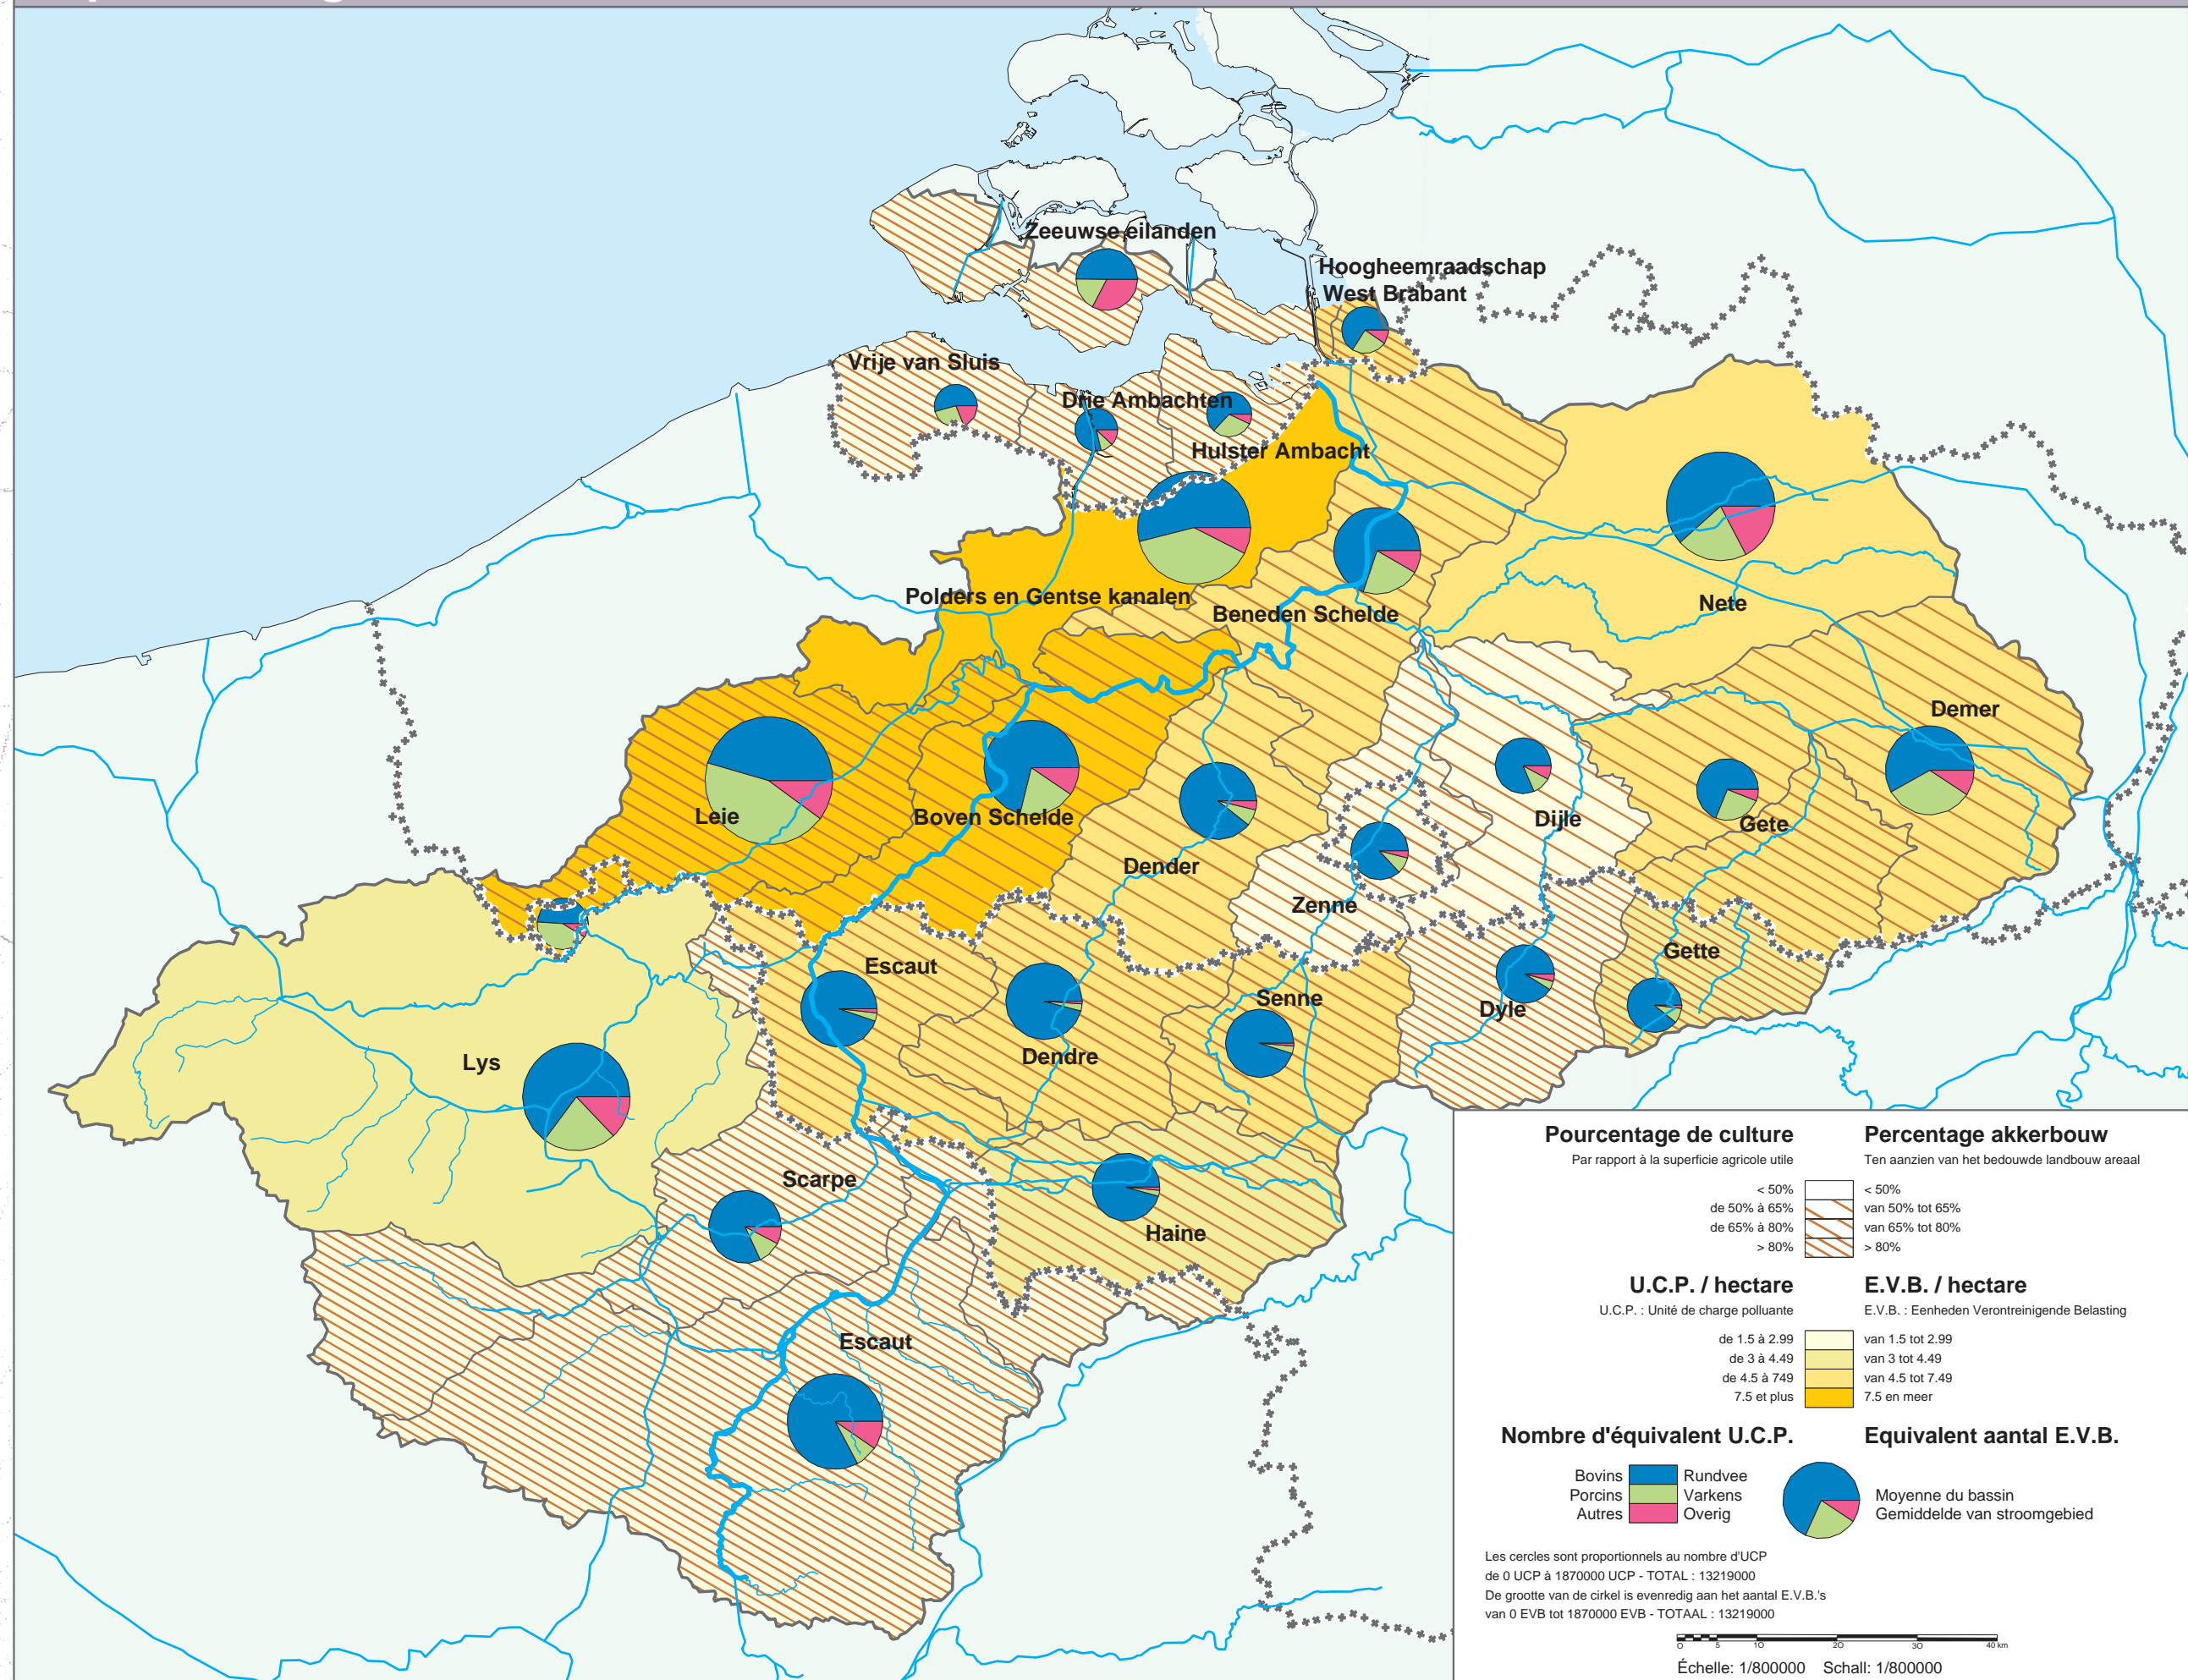 Zeeuwse eilanden
Hoogheemraadschap
West Brabant
Vrije van Sluis
Drie Ambachten
Hulster Ambacht
Polders en Gentse kanalen
Beneden Schelde
Nete
Demer
Leie
Boven Schelde
Dijle
Gete
Dender
Zenne
Gette
Escaut
Senne
Dyle
Dendre
Lys
Scarpe
Haine
Escaut
Pourcentage de culture
Par rapport à la superficie agricole utile
Percentage akkerbouw
Ten aanzien van het bedouwde landbouw areaal
< 50% < 50%
de 50% à 65% van 50% tot 65%
de 65% à 80% van 65% tot 80%
> 80% > 80%
U.C.P. / hectare
U.C.P. : Unité de charge polluante
E.V.B. / hectare
E.V.B. : Eenheden Verontreinigende Belasting
de 1.5 à 2.99 van 1.5 tot 2.99
de 3 à 4.49 van 3 tot 4.49
de 4.5 à 749 van 4.5 tot 7.49
7.5 et plus 7.5 en meer
Nombre d'équivalent U.C.P. Equivalent aantal E.V.B.
Bovins Rundvee
Porcins Varkens
Autres Overig
Moyenne du bassin
Gemiddelde van stroomgebied
Les cercles sont proportionnels au nombre d'UCP
de 0 UCP à 1870000 UCP - TOTAL : 13219000
De grootte van de cirkel is evenredig aan het aantal E.V.B.'s
van 0 EVB tot 1870000 EVB - TOTAAL : 13219000
0 5 10 20 30 40 km
Échelle: 1/800000 Schall: 1/800000